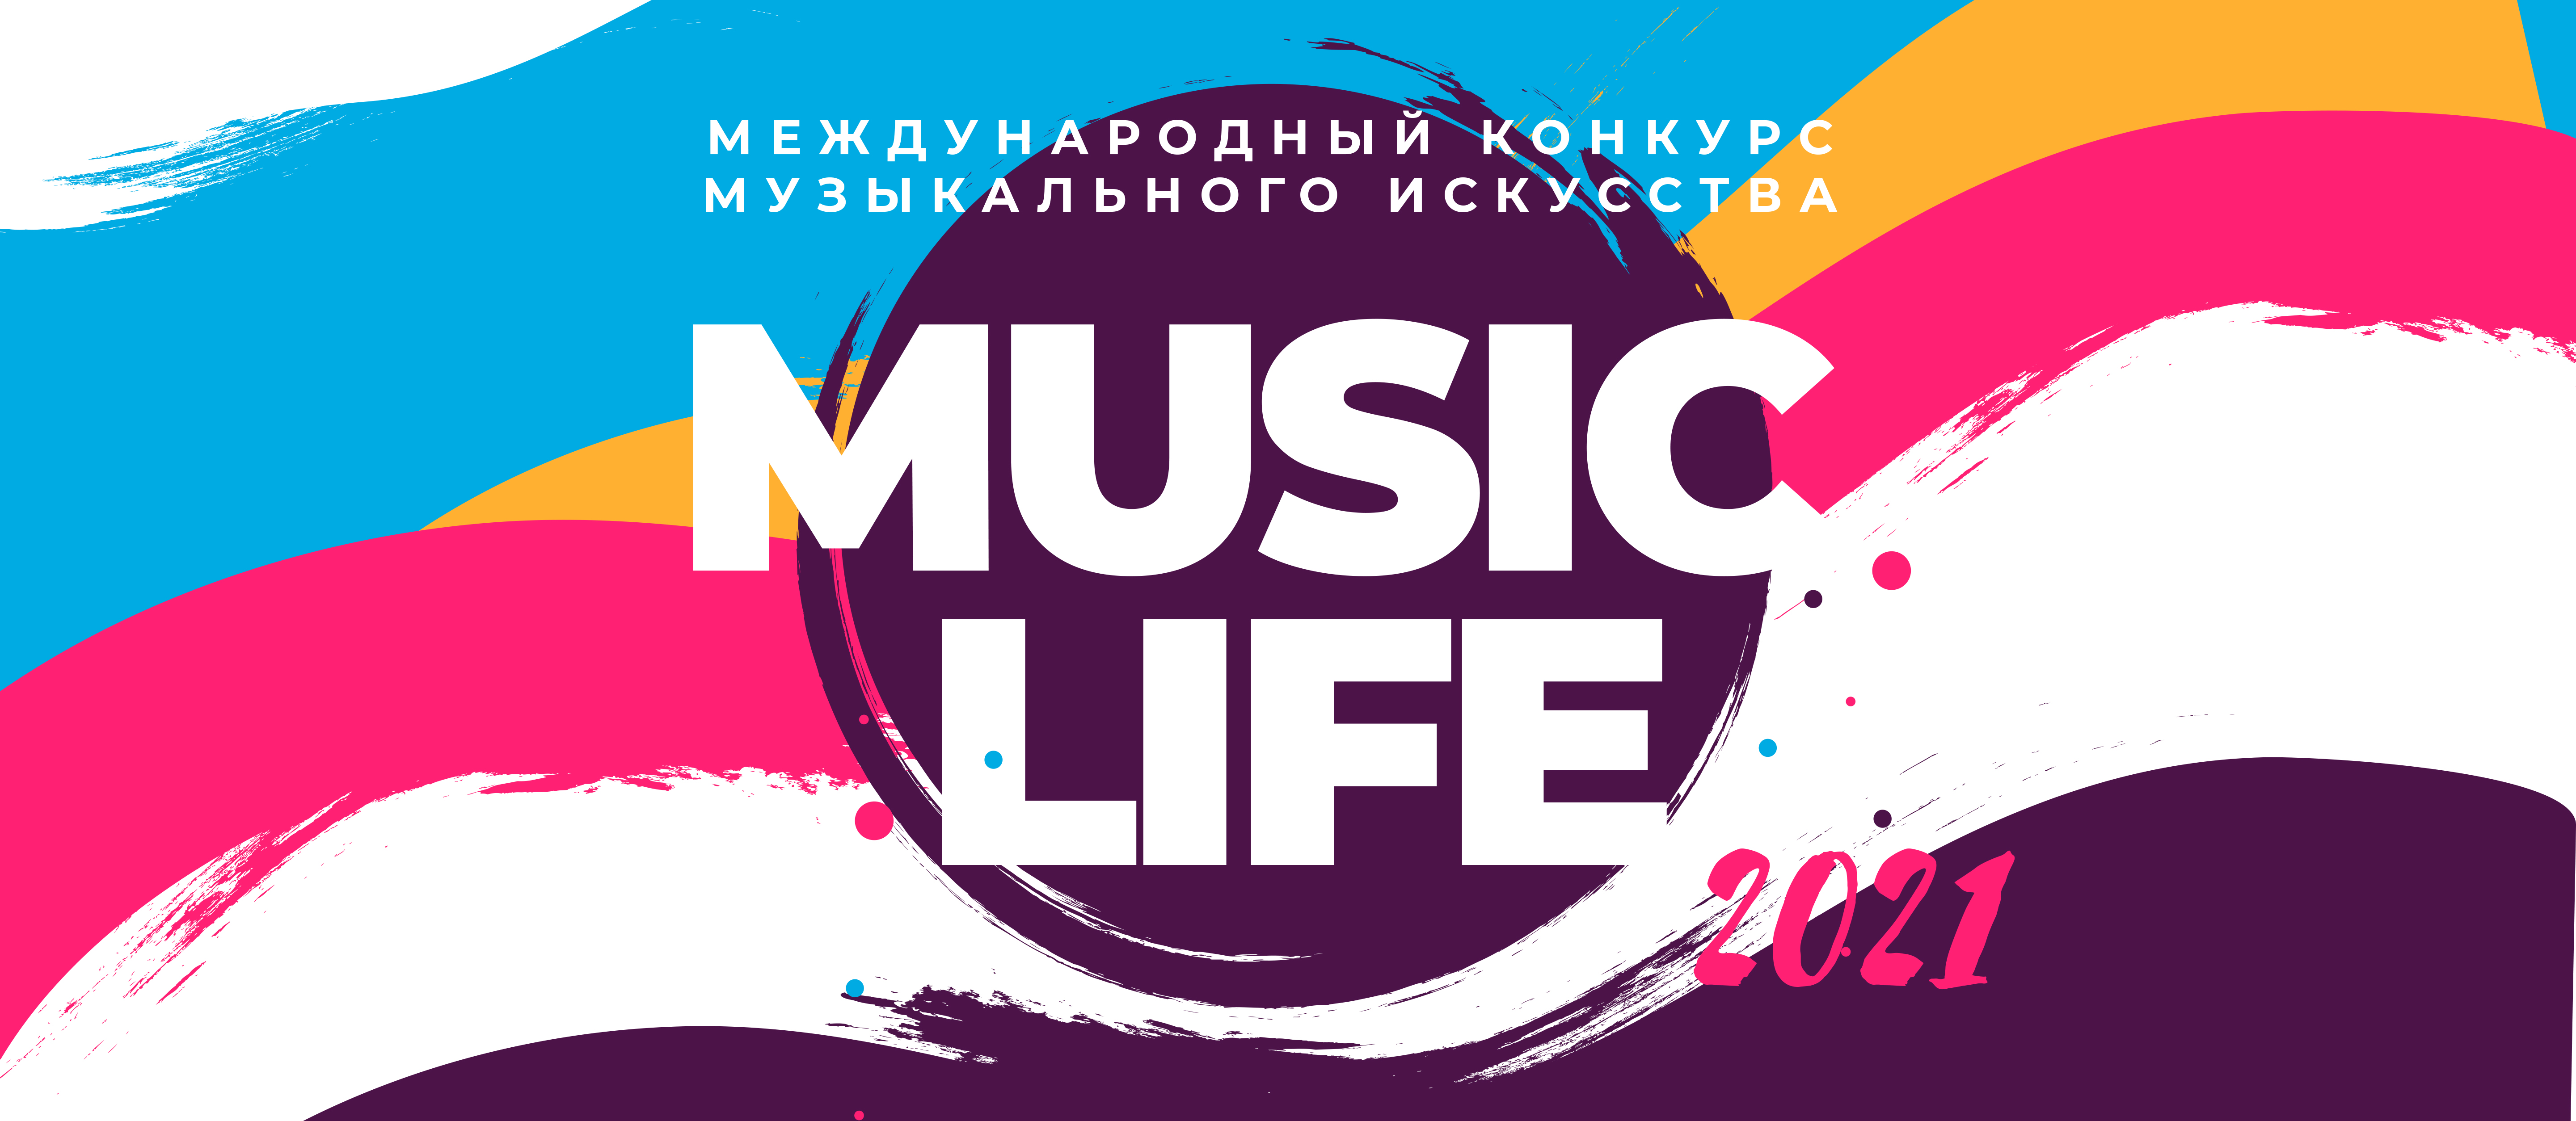 МЕЖДУНАРОДНЫЙ КОНКУРС
МУЗЫКАЛЬНОГО ИСКУССТВА
MUSIC
LIFE
2021